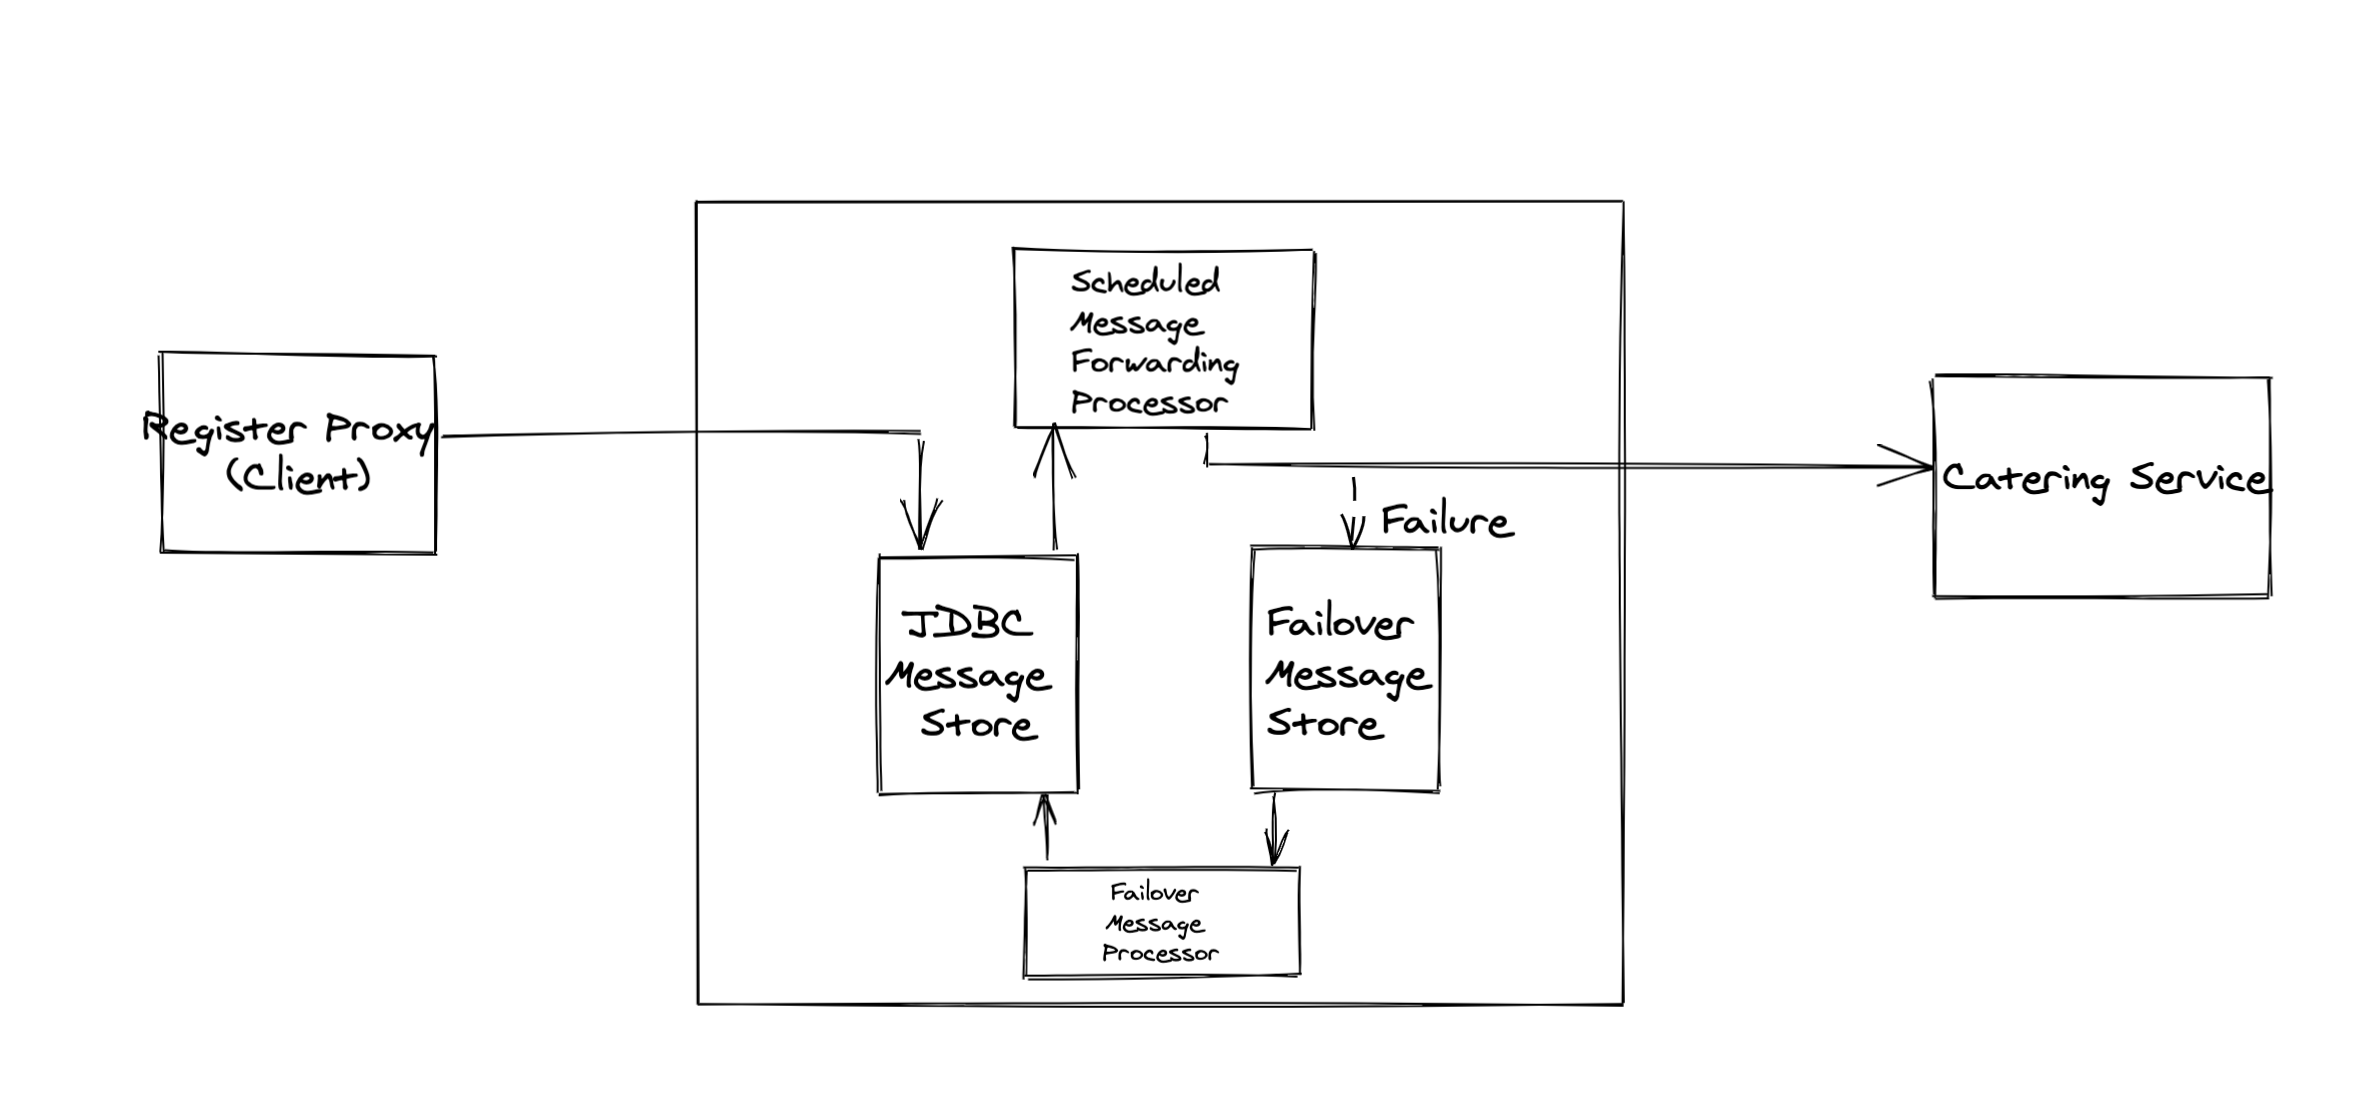 Scheduled
Message
Forwarding
Processor
Register Proxy
(Client)
Catering Service
Failure
JDBC
Message
Store
Failover
Message
Store
Failover
Message
Processor